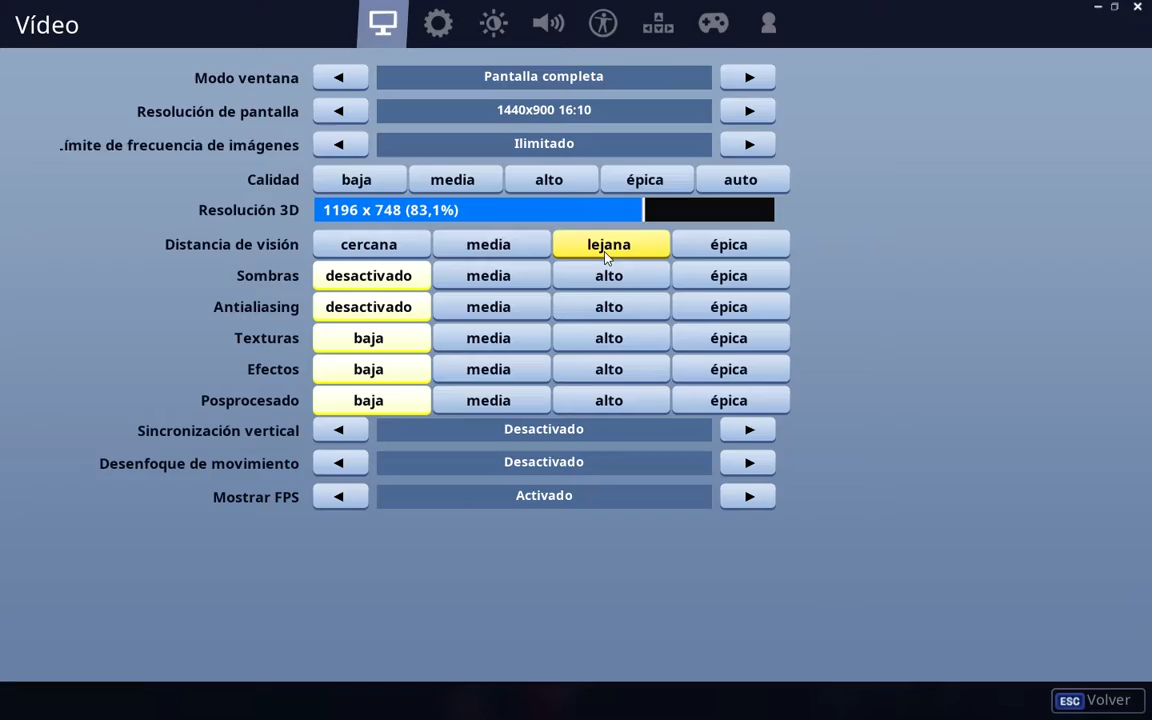 Vídeo
Modo ventana Pantalla completa
Resolución de pantalla 1440x900 16:10
.ímite de frecuencia de imágenes Ilimitado
Calidad baja media alto épica auto
Resolución 3D 1196 x 748 (83,1%)
Distancia de visión cercana media lejana épica
Sombras desactivado media alto épica
Antialiasing desactivado media alto épica
Texturas baja media alto épica
Efectos baja media alto épica
Posprocesado baja media alto épica
Sincronización vertical Desactivado
Desenfoque de movimiento Desactivado
Mostrar FPS Activado
ESC Volver